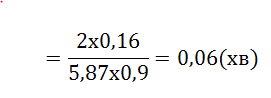 = 2х0,16 / 5,87х0,9 = 0,06(хв)